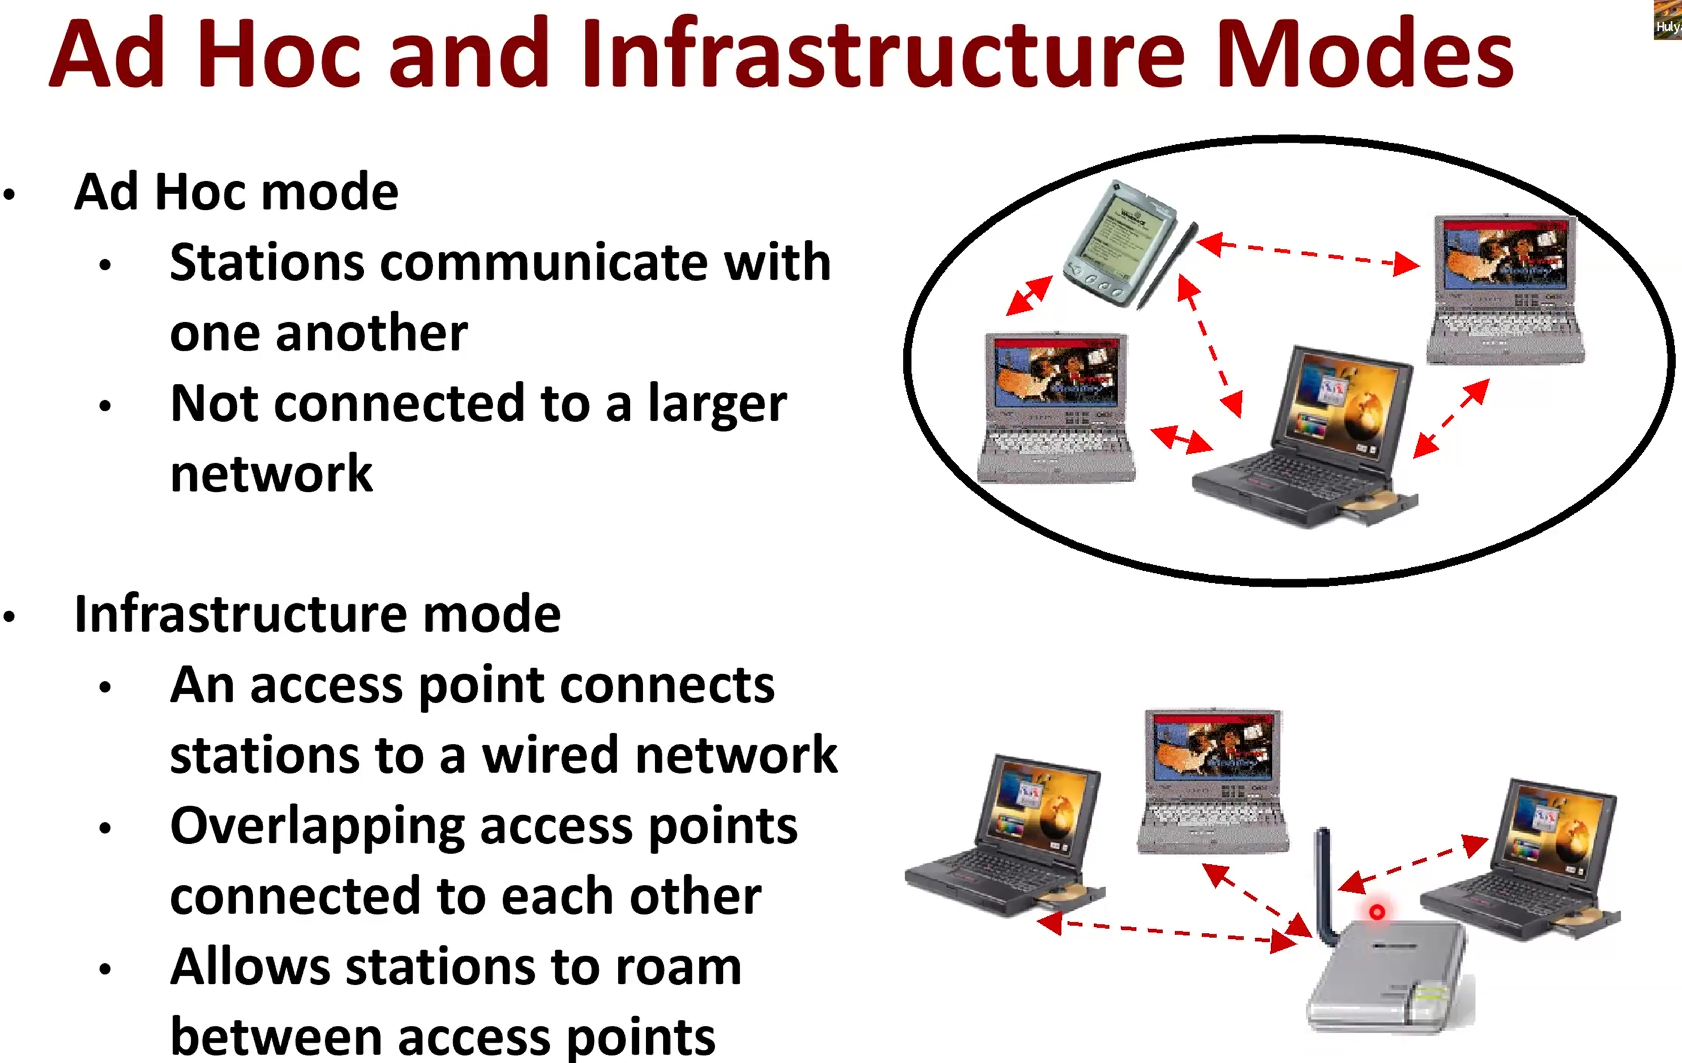 Ad Hoc and Infrastructure Modes
• Ad Hoc mode
• Stations communicate with
one another
• Not connected to a larger
network
• Infrastructure mode
• An access point connects
stations to a wired network
• Overlapping access points
connected to each other
• Allows stations to roam
between access points